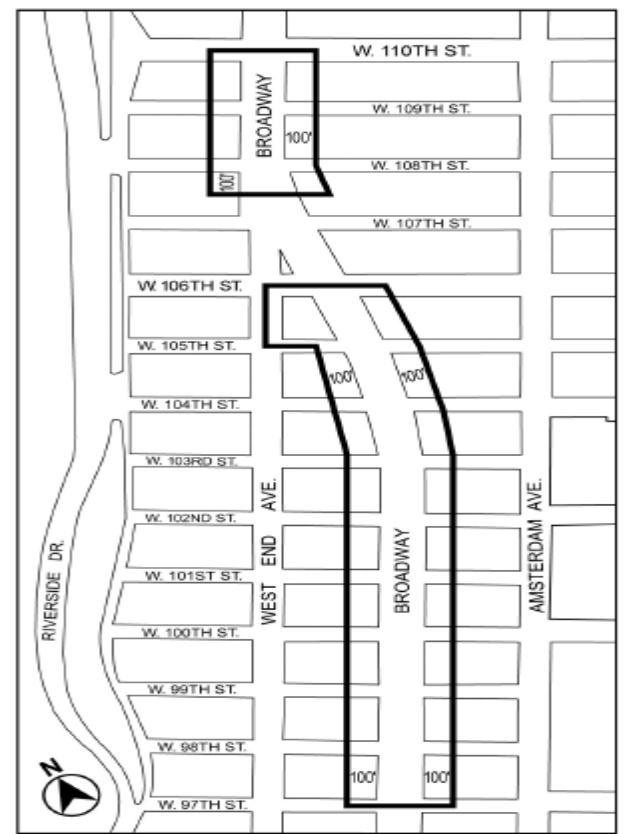 W. 110TH ST.
BROADWAY
W. 109TH ST.
100'
W. 108TH ST.
100'
W. 107TH ST.
W. 106TH ST.
W. 105TH ST.
100'
100'
W. 104TH ST.
W. 103RD ST.
WEST END AVE.
AMSTERDAM AVE.
W. 102ND ST.
BROADWAY
RIVERSIDE DR.
W. 101ST ST.
W. 100TH ST.
W. 99TH ST.
W. 98TH ST.
N
100'
100'
W. 97TH ST.